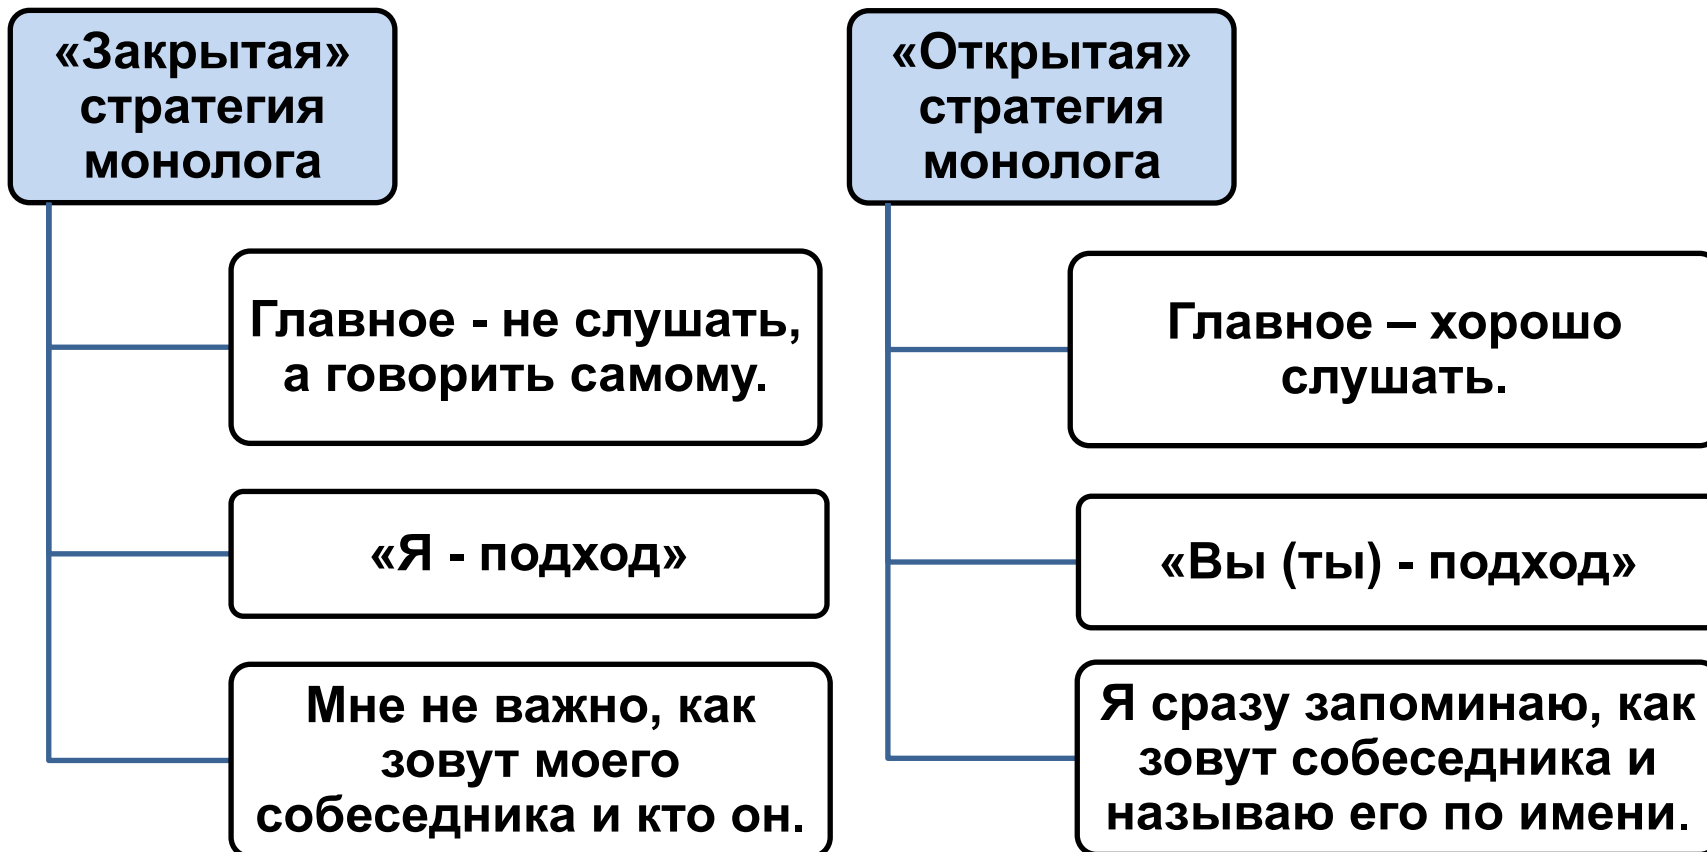 «Закрытая»
стратегия
монолога
Главное - не слушать,
а говорить самому.
«Я - подход»
Мне не важно, как
зовут моего
собеседника и кто он.
«Открытая»
стратегия
монолога
Главное – хорошо
слушать.
«Вы (ты) - подход»
Я сразу запоминаю, как
зовут собеседника и
называю его по имени.